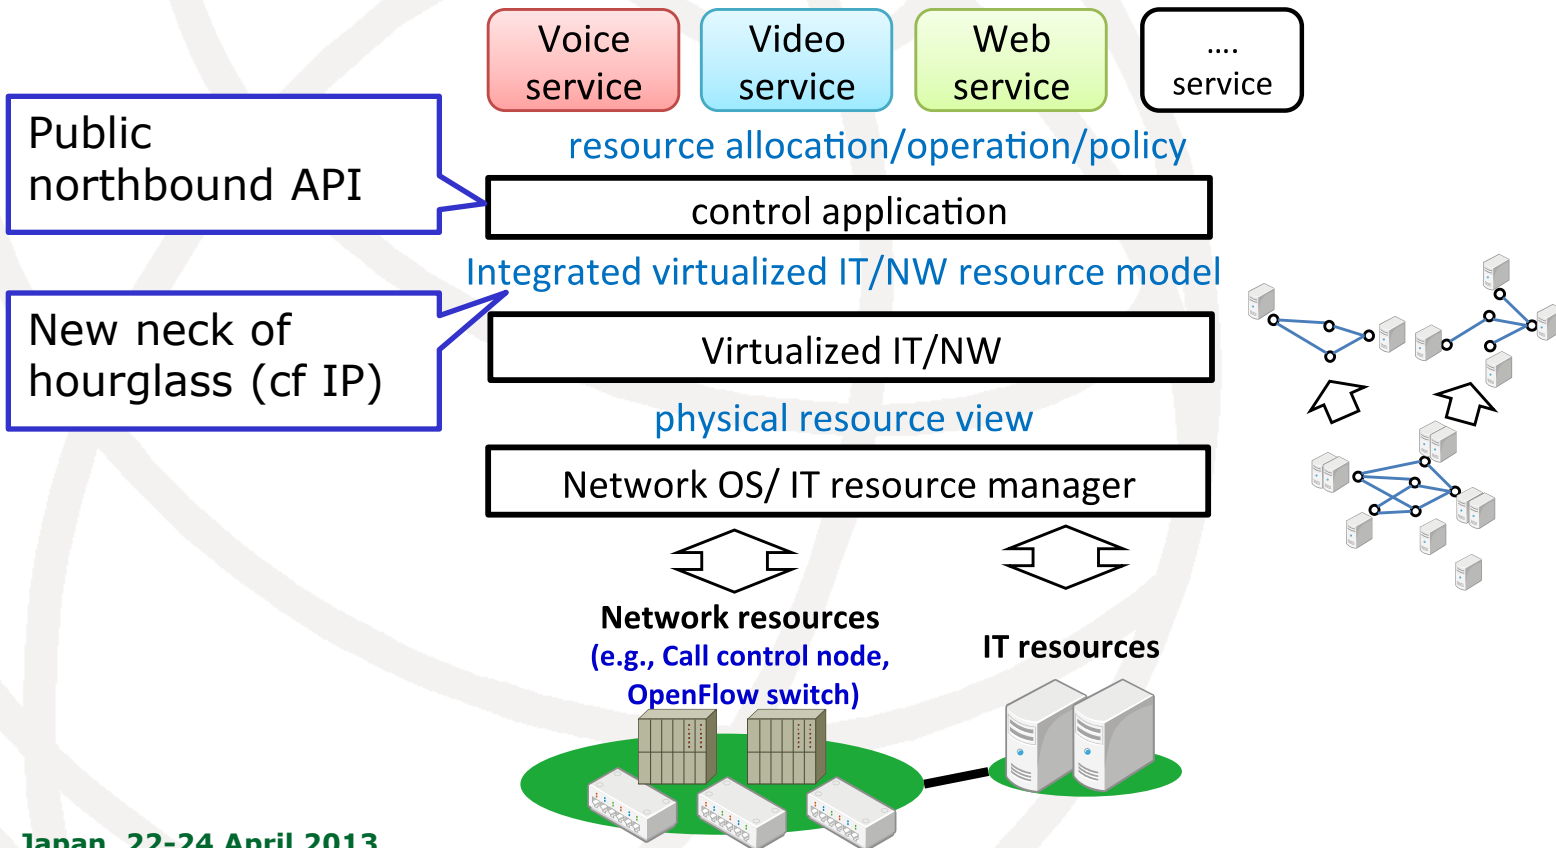 Voice
service
Video
service
Web
service
....
service
resource allocation/operation/policy
Public
northbound API
control application
Integrated virtualized IT/NW resource model
New neck of
hourglass (cf IP)
Virtualized IT/NW
physical resource view
Network OS/ IT resource manager
Network resources
(e.g., Call control node,
OpenFlow switch)
IT resources
Japan, 22-24 April 2013